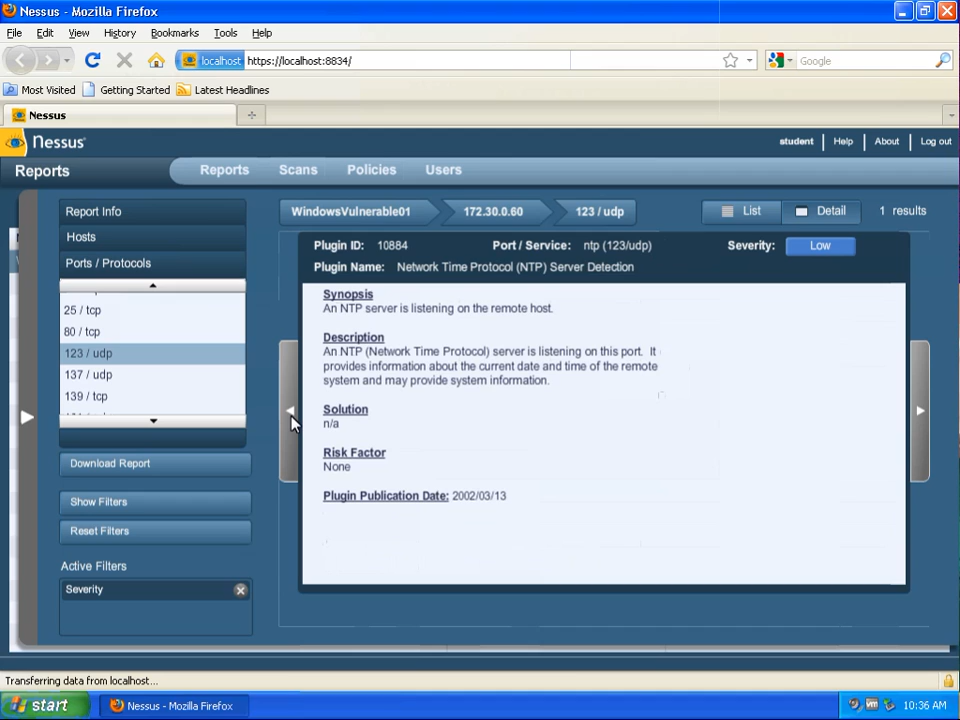 Nessus - Mozilla Firefox
File Edit View History Bookmarks Tools Help
localhost https://localhost:8834/
Google
Most Visited Getting Started Latest Headlines
Nessus
Nessus
student Help About Log out
Reports
Reports Scans Policies Users
Report Info
Hosts
Ports / Protocols
25 / tcp
80 / tcp
123 / udp
137 / udp
139 / tcp
Download Report
Show Filters
Reset Filters
Active Filters
Severity
WindowsVulnerable01 172.30.0.60 123 / udp
List Detail 1 results
Plugin ID: 10884 Port / Service: ntp (123/udp) Severity: Low
Plugin Name: Network Time Protocol (NTP) Server Detection
Synopsis
An NTP server is listening on the remote host.
Description
An NTP (Network Time Protocol) server is listening on this port. It
provides information about the current date and time of the remote
system and may provide system information.
Solution
n/a
Risk Factor
None
Plugin Publication Date: 2002/03/13
Transferring data from localhost...
start Nessus - Mozilla Firefox 10:36 AM